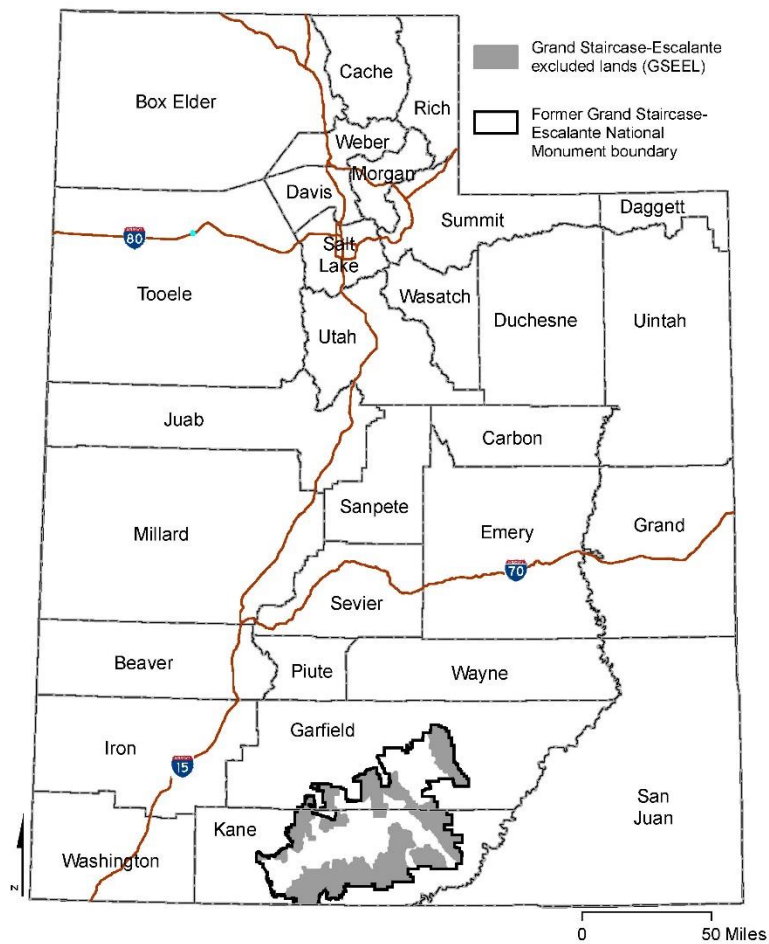 Grand Staircase-Escalante
excluded lands (GSEEL)
Former Grand Staircase-
Escalante National
Monument boundary
Cache
Box Elder
Rich
Weber
Morgan
Davis
Summit
Daggett
80
Salt
Lake
Tooele
Wasatch
Duchesne
Uintah
Utah
Juab
Carbon
Sanpete
Millard
Emery
Grand
70
Sevier
Beaver
Piute
Wayne
Garfield
Iron
15
San
Juan
Kane
Washington
N
0 50 Miles